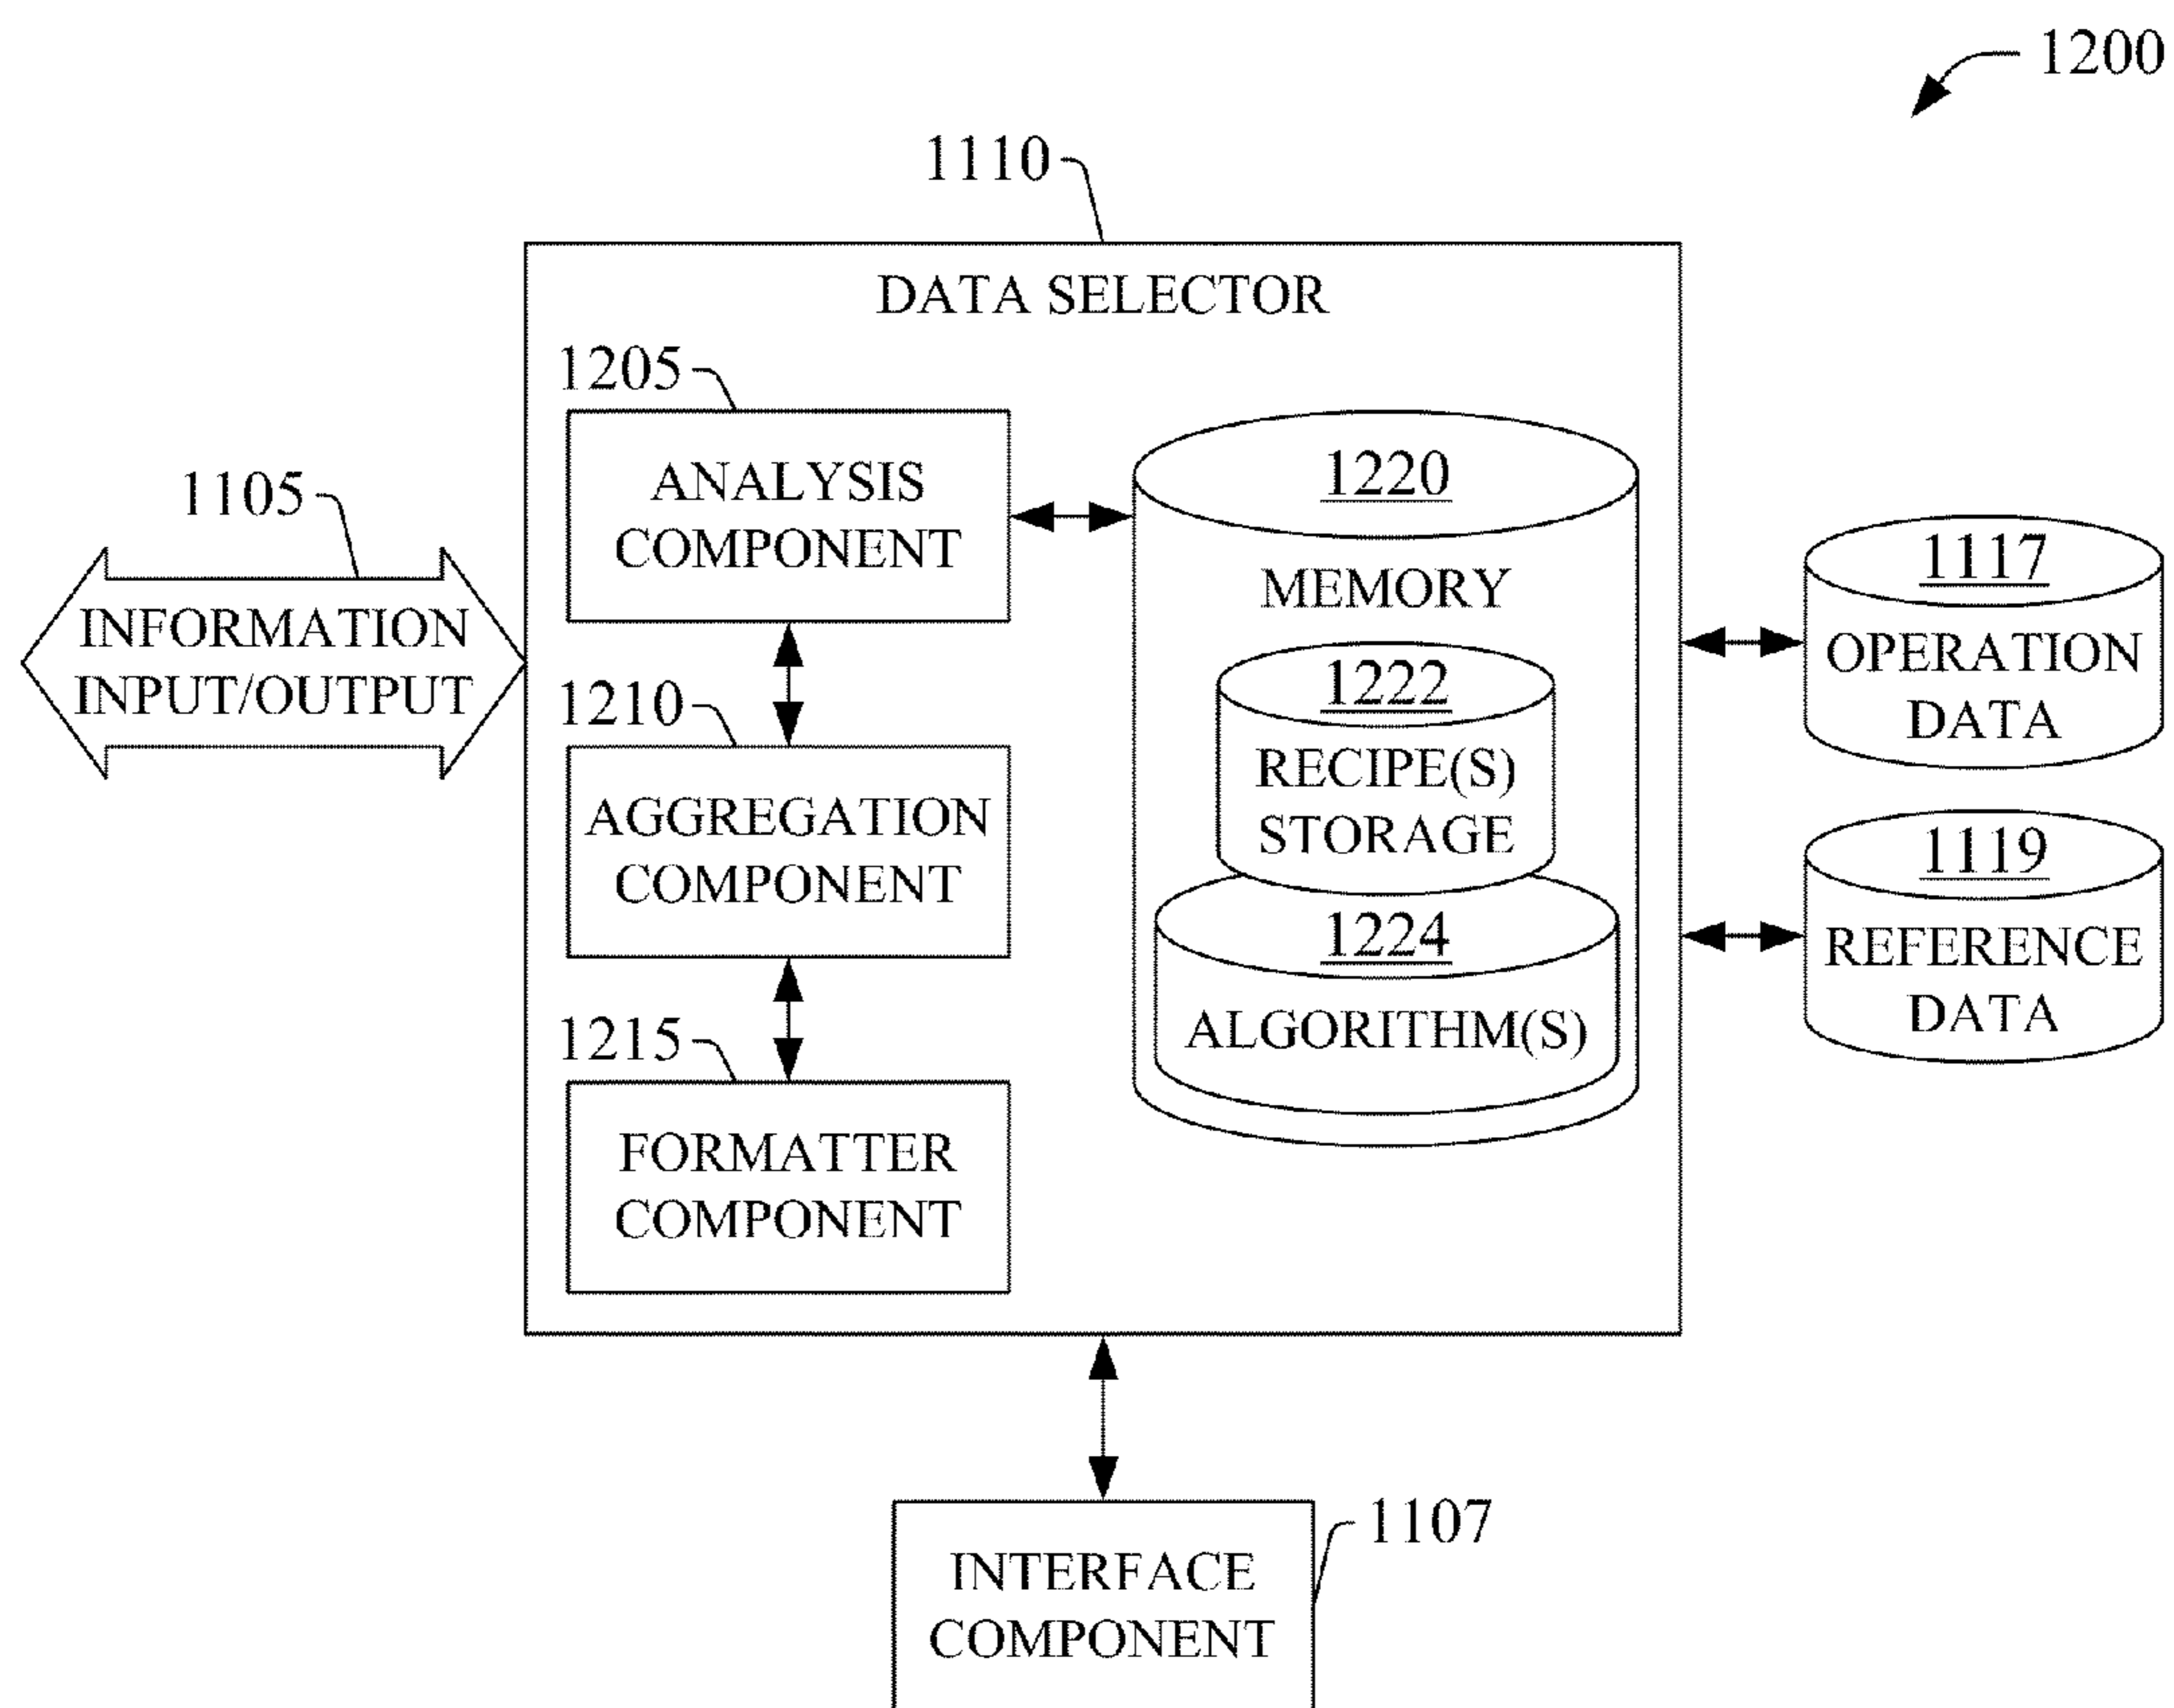 1200
1110
DATA SELECTOR
1205
ANALYSIS
COMPONENT
1105
INFORMATION
INPUT/OUTPUT
1210
AGGREGATION
COMPONENT
1215
FORMATTER
COMPONENT
1220
MEMORY
1222
RECIPE(S)
STORAGE
1224
ALGORITHM(S)
1117
OPERATION
DATA
1119
REFERENCE
DATA
1107
INTERFACE
COMPONENT